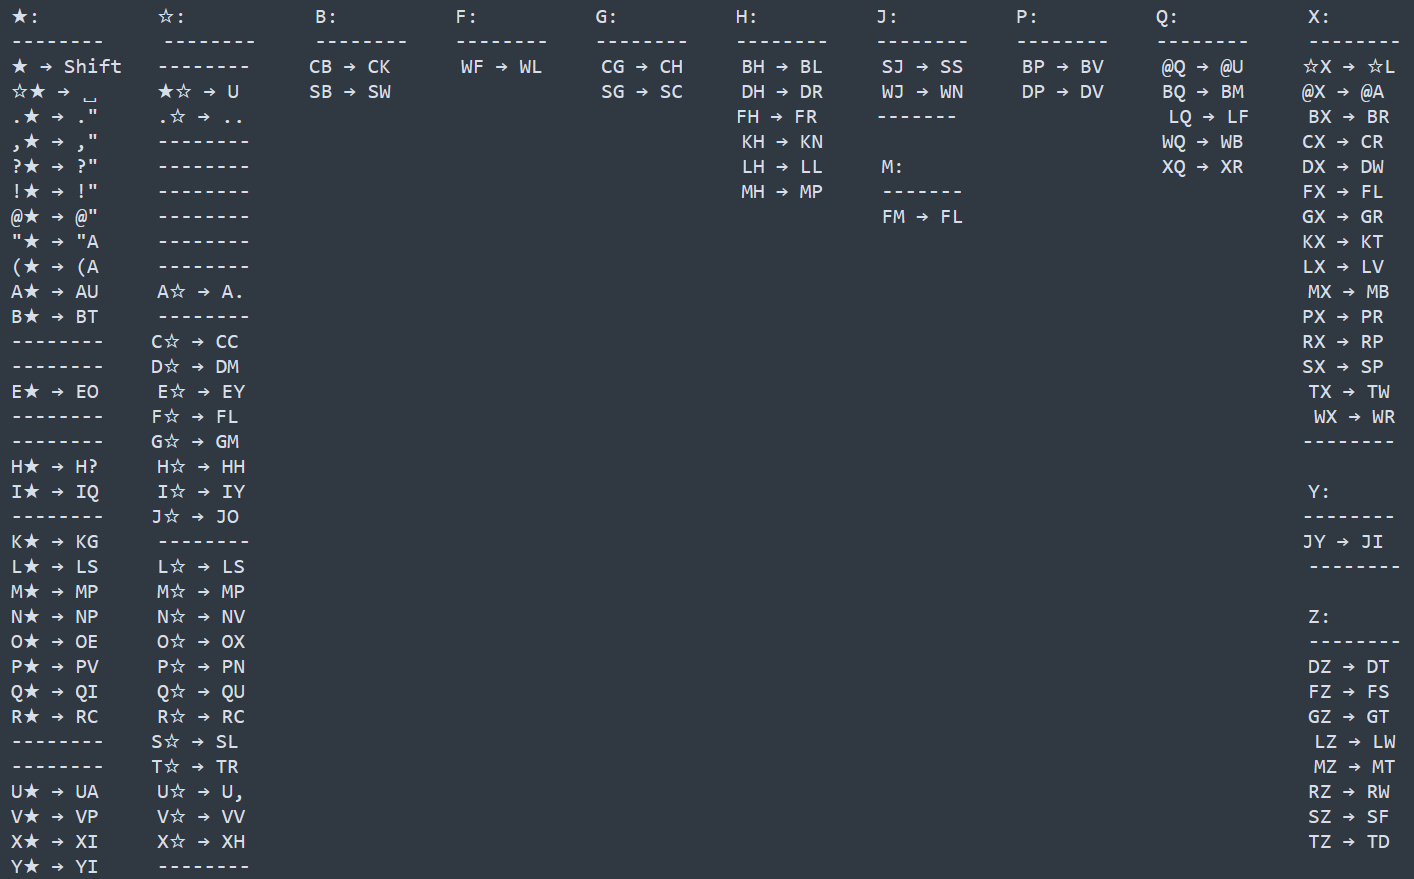 ★:
--------
★ → Shift
☆★ → ␣
.★ → ."
,★ → ,"
?★ → ?"
!★ → !"
@★ → @"
"★ → "A
(★ → (A
A★ → AU
B★ → BT
--------
--------
E★ → EO
--------
--------
H★ → H?
I★ → IQ
--------
K★ → KG
L★ → LS
M★ → MP
N★ → NP
O★ → OE
P★ → PV
Q★ → QI
R★ → RC
--------
--------
U★ → UA
V★ → VP
X★ → XI
Y★ → YI
☆:
--------
--------
★☆ → U
.☆ → ..
--------
--------
--------
--------
--------
--------
A☆ → A.
--------
C☆ → CC
D☆ → DM
E☆ → EY
F☆ → FL
G☆ → GM
H☆ → HH
I☆ → IY
J☆ → JO
--------
L☆ → LS
M☆ → MP
N☆ → NV
O☆ → OX
P☆ → PN
Q☆ → QU
R☆ → RC
S☆ → SL
T☆ → TR
U☆ → U,
V☆ → VV
X☆ → XH
--------
B:
--------
CB → CK
SB → SW
F:
--------
WF → WL
G:
--------
CG → CH
SG → SC
H:
--------
BH → BL
DH → DR
FH → FR
KH → KN
LH → LL
MH → MP
J:
--------
SJ → SS
WJ → WN
-------
M:
-------
FM → FL
P:
--------
BP → BV
DP → DV
Q:
--------
@Q → @U
BQ → BM
LQ → LF
WQ → WB
XQ → XR
X:
--------
☆X → ☆L
@X → @A
BX → BR
CX → CR
DX → DW
FX → FL
GX → GR
KX → KT
LX → LV
MX → MB
PX → PR
RX → RP
SX → SP
TX → TW
WX → WR
--------
Y:
--------
JY → JI
--------
Z:
--------
DZ → DT
FZ → FS
GZ → GT
LZ → LW
MZ → MT
RZ → RW
SZ → SF
TZ → TD